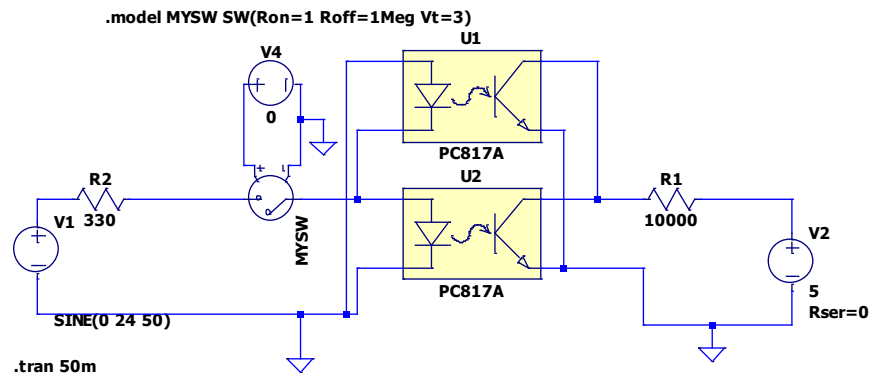 .model MYSW SW(Ron=1 Roff=1Meg Vt=3)
U1
V4
0
PC817A
R2
330
U2
R1
10000
V1
MYSW
V2
PC817A
5
Rser=0
SINE(0 24 50)
.tran 50m